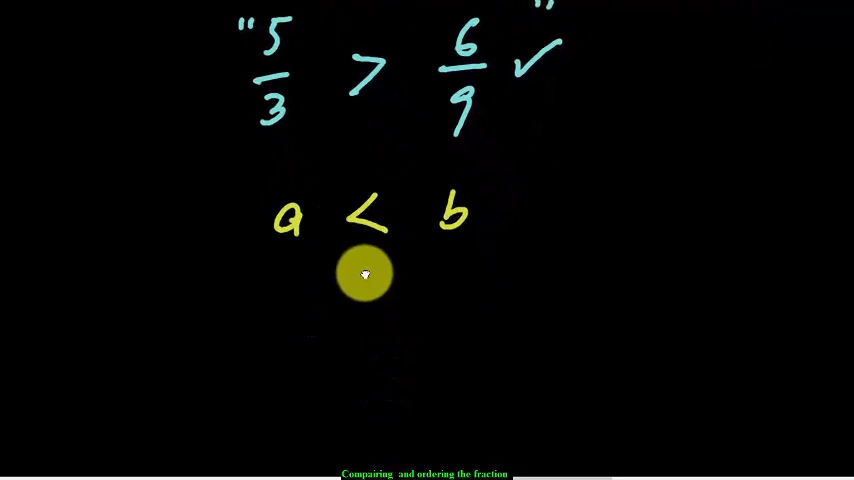 " 5/3 > 6/9 ✓ "
a < b
Compairing and ordering the fraction